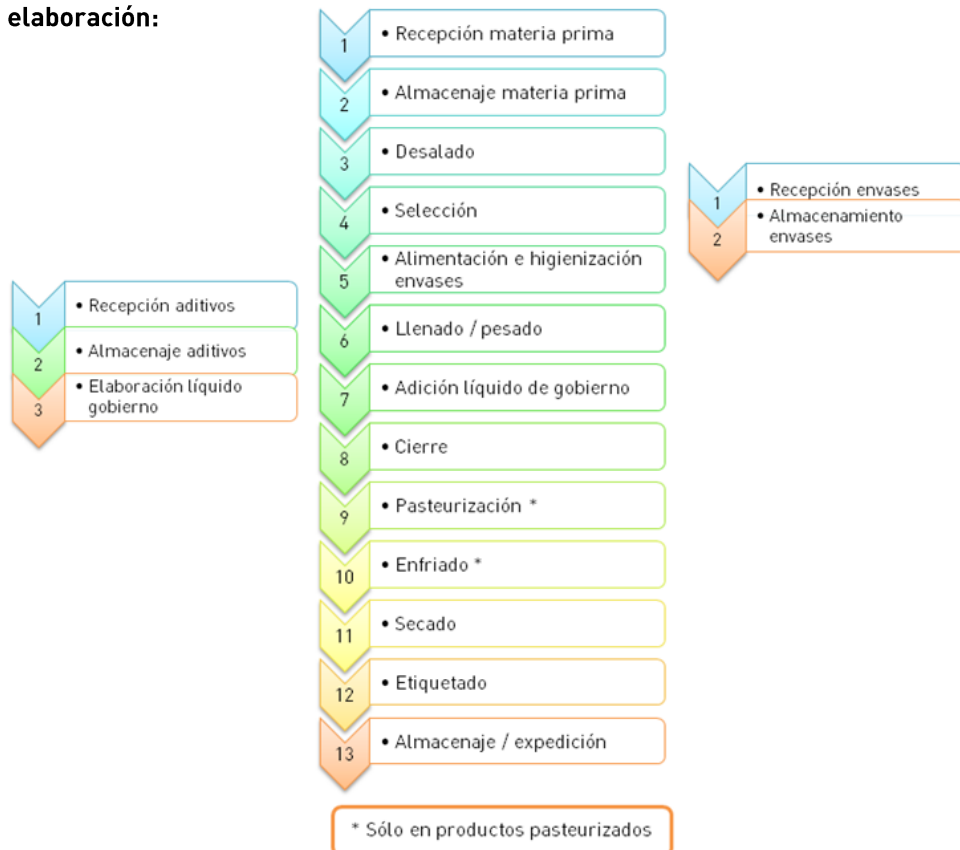 elaboración:
1
• Recepción materia prima
2
• Almacenaje materia prima
3
• Desalado
4
• Selección
5
• Alimentación e higienización
envases
6
• Llenado / pesado
7
• Adición líquido de gobierno
8
• Cierre
9
• Pasteurización *
10
• Enfriado *
11
• Secado
12
• Etiquetado
13
• Almacenaje / expedición
* Sólo en productos pasteurizados
1
• Recepción aditivos
2
• Almacenaje aditivos
3
• Elaboración líquido
gobierno
1
• Recepción envases
2
• Almacenamiento
envases